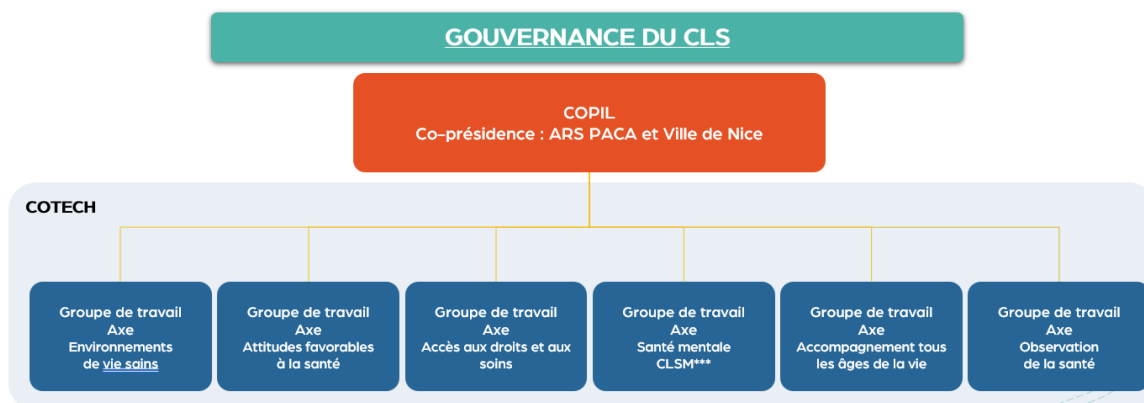 GOUVERNANCE DU CLS
COPIL
Co-présidence : ARS PACA et Ville de Nice
COTECH
Groupe de travail
Axe
Environnements
de vie sains
Groupe de travail
Axe
Attitudes favorables
à la santé
Groupe de travail
Axe
Accès aux droits et aux
soins
Groupe de travail
Axe
Santé mentale
CLSM***
Groupe de travail
Axe
Accompagnement tous
les âges de la vie
Groupe de travail
Axe
Observation
de la santé